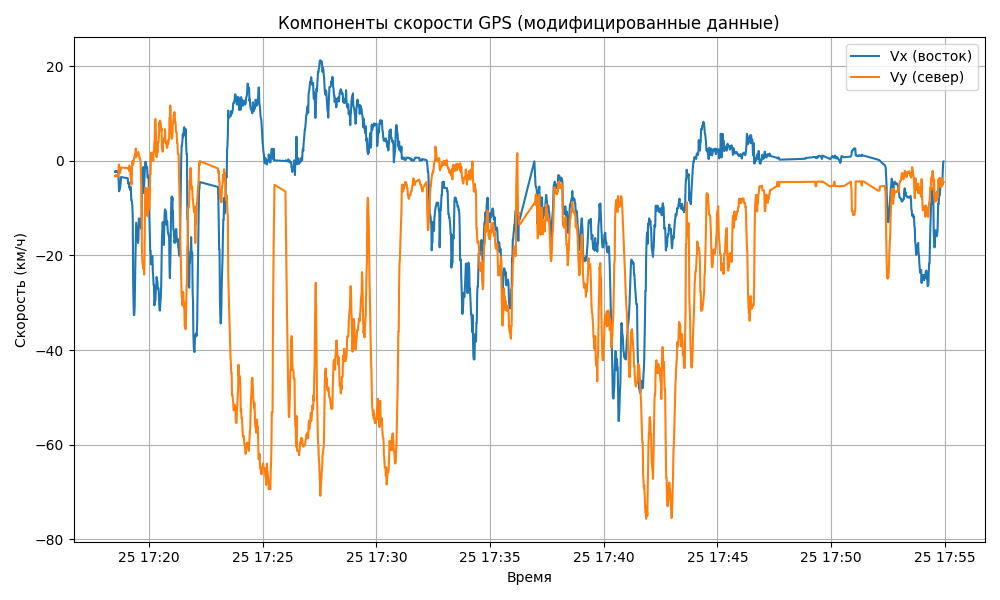 Компоненты скорости GPS (модифицированные данные)
Vx (восток)
Vy (север)
Скорость (км/ч)
20
0
−20
−40
−60
−80
25 17:20
25 17:25
25 17:30
25 17:35
25 17:40
25 17:45
25 17:50
25 17:55
Время